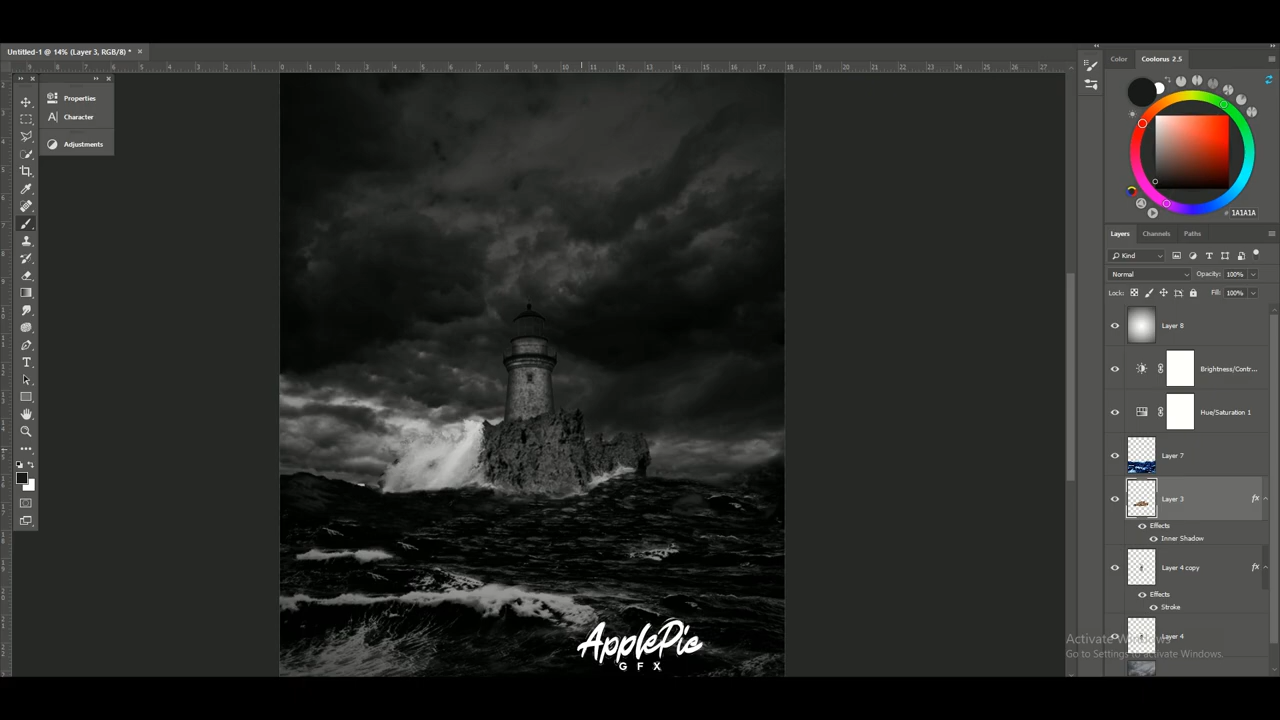 Untitled-1 @ 14% (Layer 3, RGB/8) *
Properties
Character
Adjustments
Color
Coolorus 2.5
# 1A1A1A
Layers
Channels
Paths
Kind
Normal
Opacity: 100%
Lock:
Fill: 100%
Layer 8
Brightness/Contr...
Hue/Saturation 1
Layer 7
Layer 3
fx
Effects
Inner Shadow
Layer 4 copy
fx
Effects
Stroke
Layer 4
Activate Windows
Go to Settings to activate Windows.
ApplePie
GFX